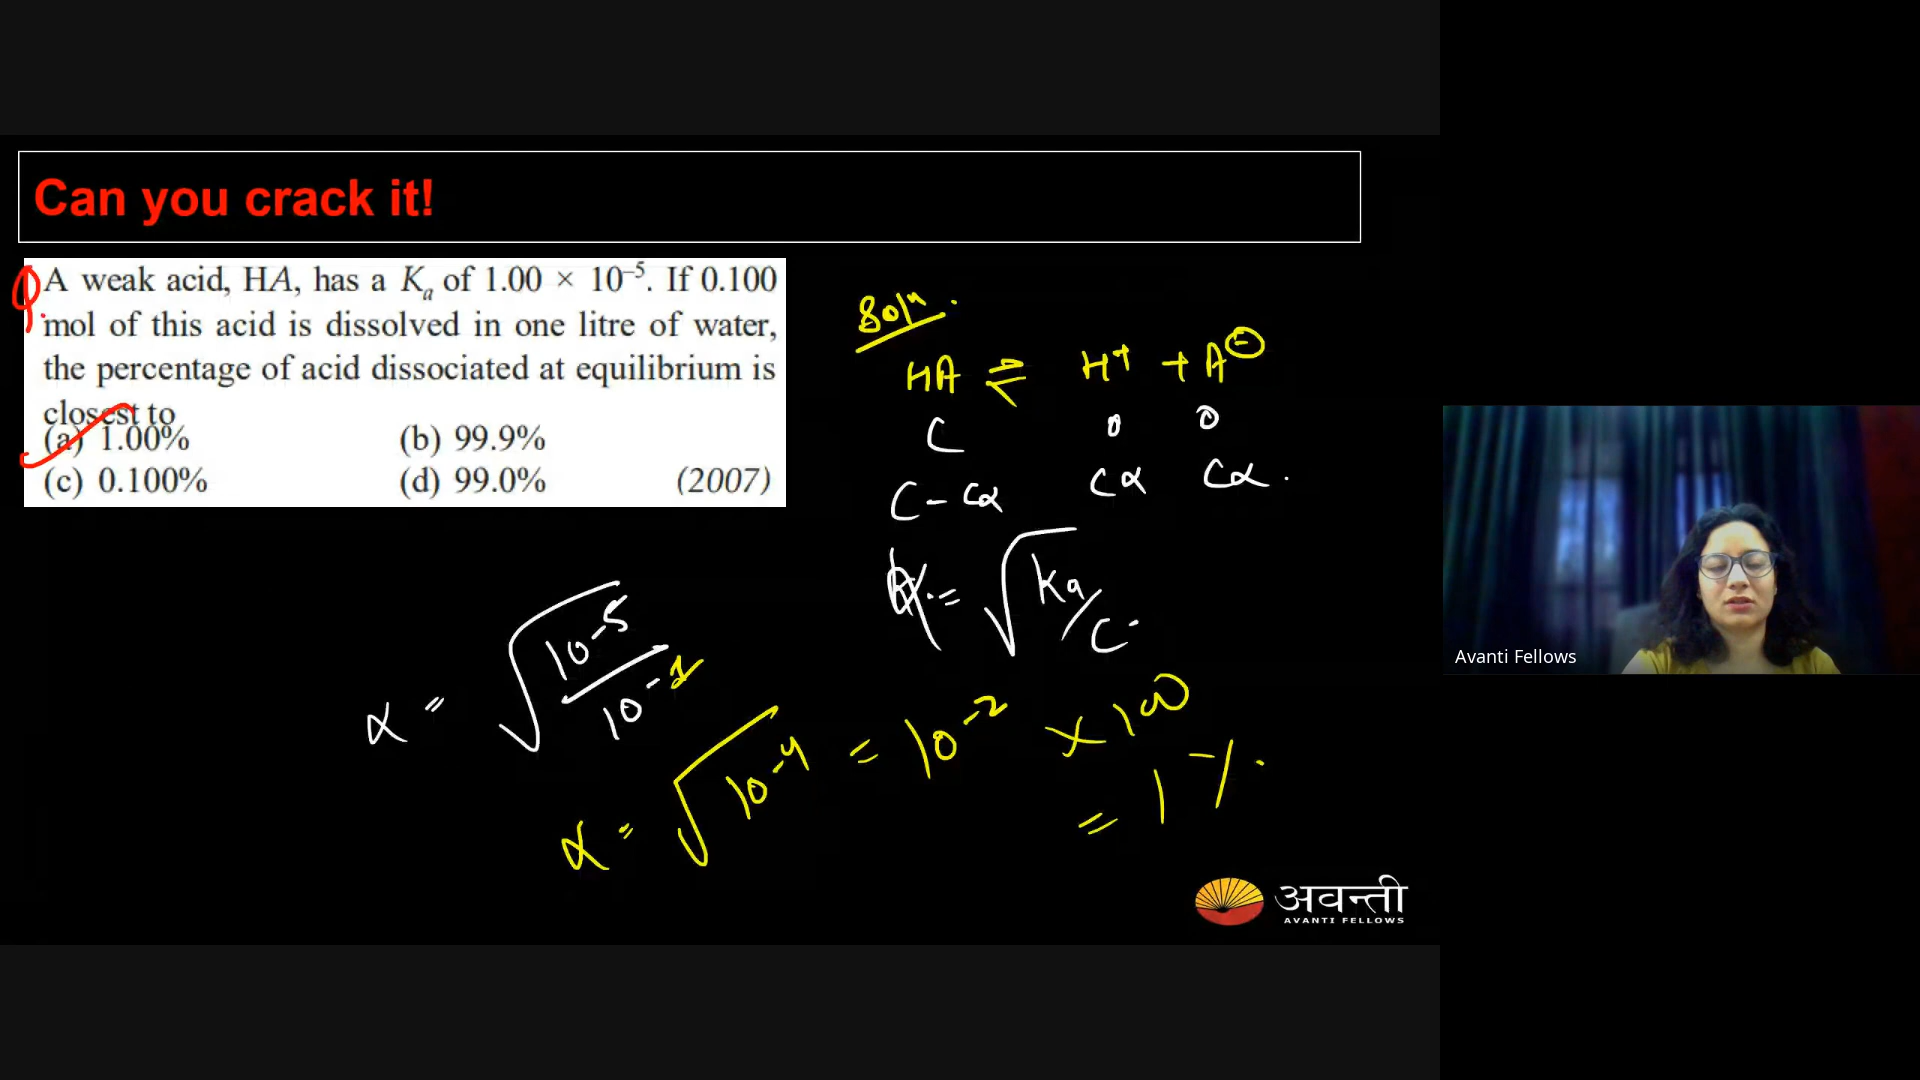 Can you crack it!
Q. A weak acid, HA, has a Kₐ of 1.00 × 10⁻⁵. If 0.100
mol of this acid is dissolved in one litre of water,
the percentage of acid dissociated at equilibrium is
closest to
(a) 1.00% (b) 99.9%
(c) 0.100% (d) 99.0% (2007)
Soln.
HA ⇌ H⁺ + A⊖
C 0 0
C - Cα Cα Cα.
α = √Ka/C
α = √10⁻⁵/10⁻¹
α = √10⁻⁴ = 10⁻² × 100
= 1 %.
Avanti Fellows
अवन्ती
AVANTI FELLOWS